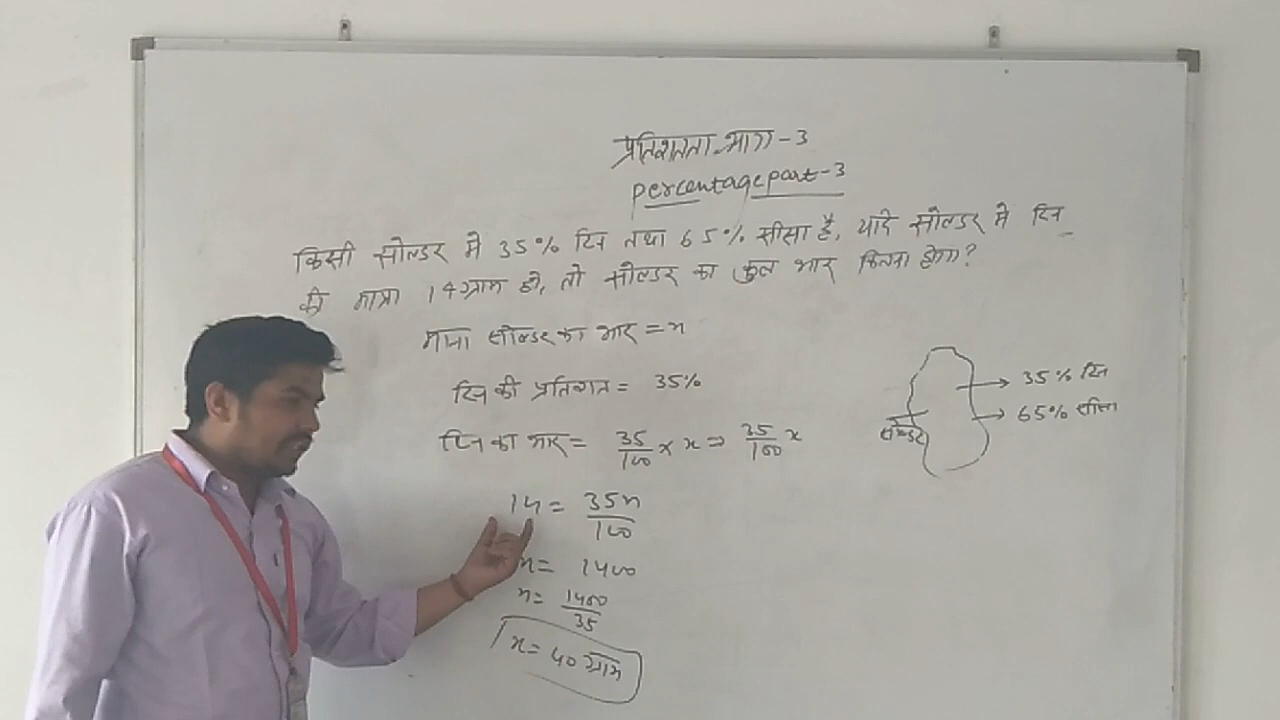 प्रतिशतता भाग-3
percentage part-3
किसी सोल्डर मे 35% टिन तथा 65% सीसा है, यदि सोल्डर मे टिन
की मात्रा 14 ग्राम हो, तो सोल्डर का कुल भार कितना होगा?
माना सोल्डर का भार = x
टिन की प्रतिशत = 35%
टिन का भार = 35/100 × x ⇒ 35/100 x
14 = 35x/100
x = 1400
x = 1400/35
x = 40 ग्राम
35% टिन
65% सीसा
सोल्डर